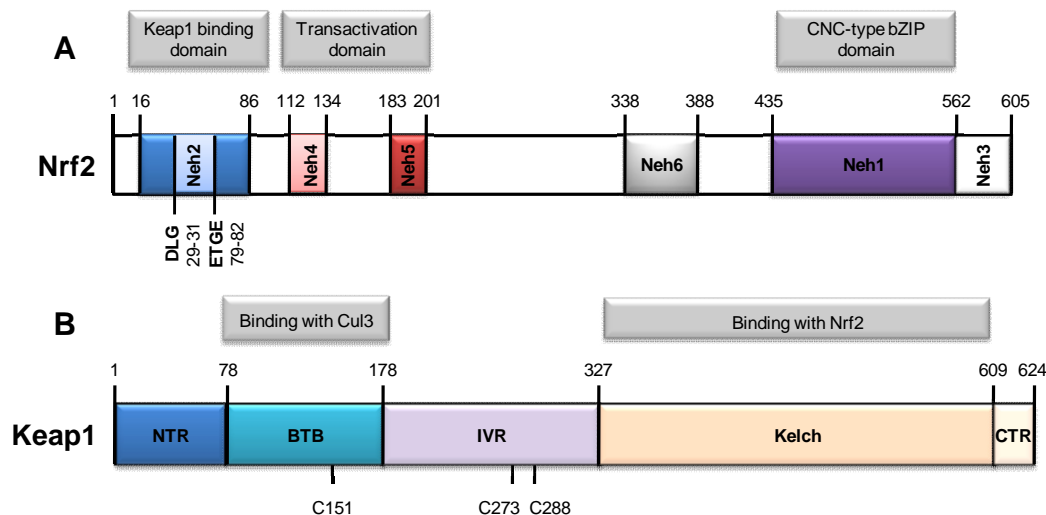 A
Keap1 binding
domain
Transactivation
domain
CNC-type bZIP
domain
1 16 86 112 134 183 201 338 388 435 562 605
Nrf2
Neh2
Neh4
Neh5
Neh6
Neh1
Neh3
DLG
29-31
ETGE
79-82
B
Binding with Cul3
Binding with Nrf2
1 78 178 327 609 624
Keap1
NTR
BTB
IVR
Kelch
CTR
C151
C273 C288